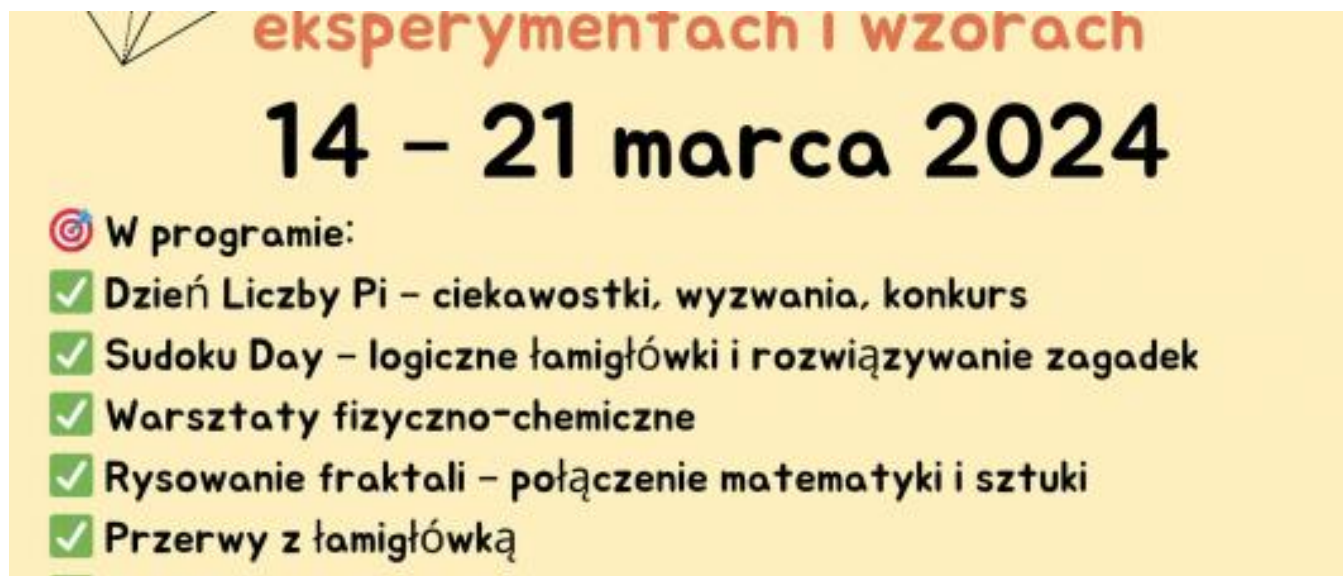 eksperymentach i wzorach
14 – 21 marca 2024
🎯 W programie:
✅ Dzień Liczby Pi – ciekawostki, wyzwania, konkurs
✅ Sudoku Day – logiczne łamigłówki i rozwiązywanie zagadek
✅ Warsztaty fizyczno-chemiczne
✅ Rysowanie fraktali – połączenie matematyki i sztuki
✅ Przerwy z łamigłówką